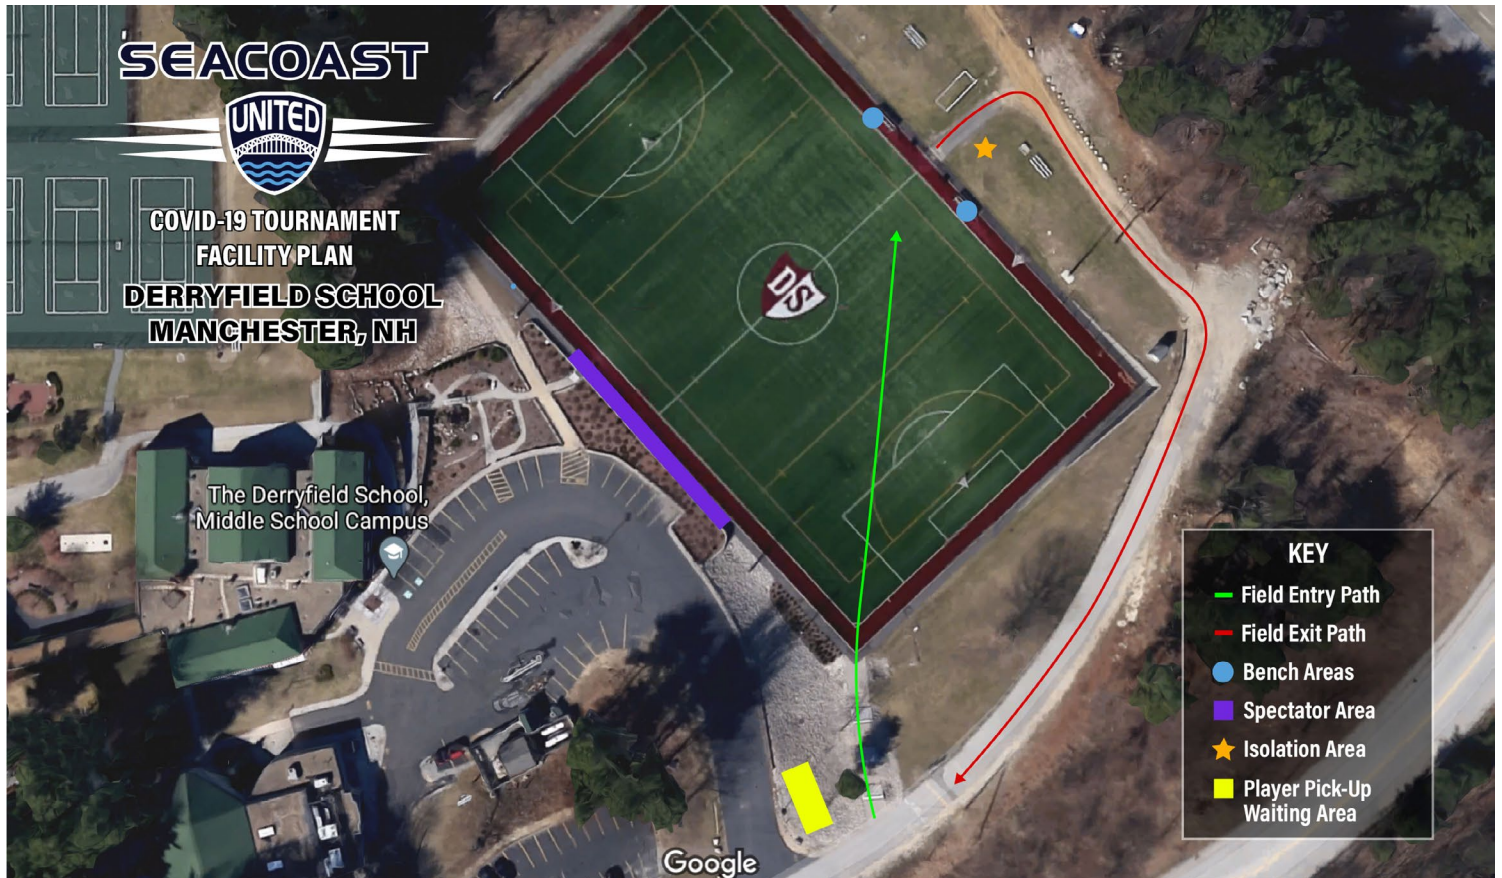 SEACOAST
UNITED
COVID-19 TOURNAMENT
FACILITY PLAN
DERRYFIELD SCHOOL
MANCHESTER, NH
DS
The Derryfield School,
Middle School Campus
KEY
Field Entry Path
Field Exit Path
Bench Areas
Spectator Area
Isolation Area
Player Pick-Up
Waiting Area
Google